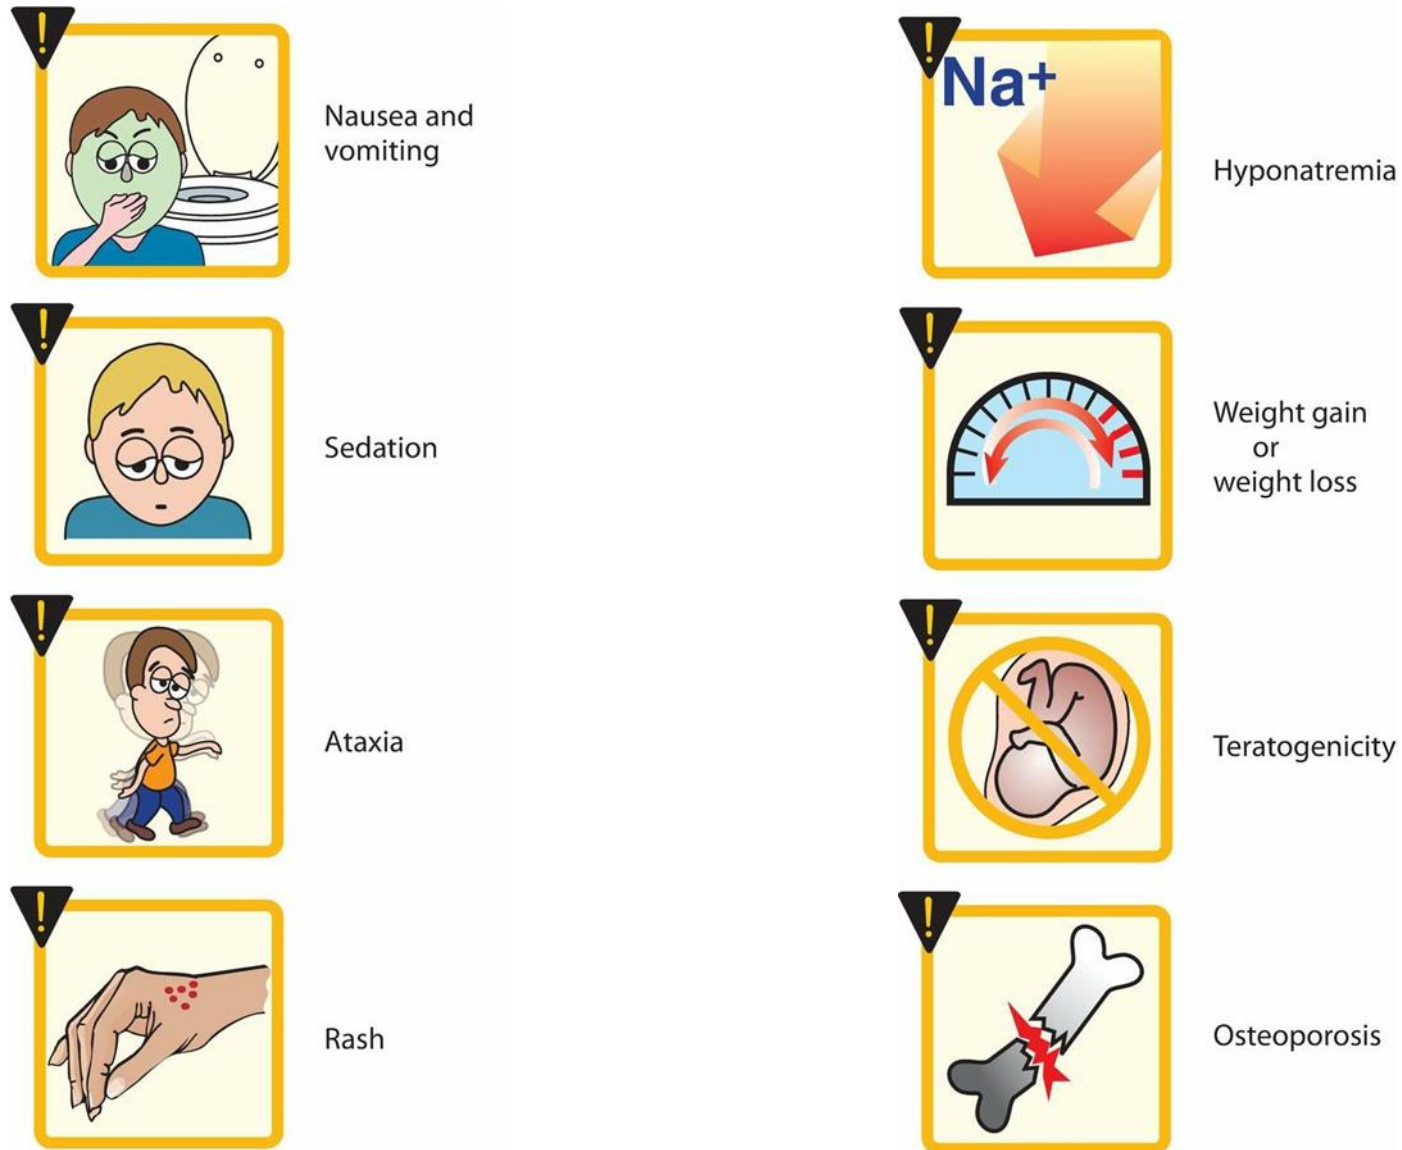 !
Nausea and
vomiting
!
Sedation
!
Ataxia
!
Rash
!
Na+
Hyponatremia
!
Weight gain
or
weight loss
!
Teratogenicity
!
Osteoporosis